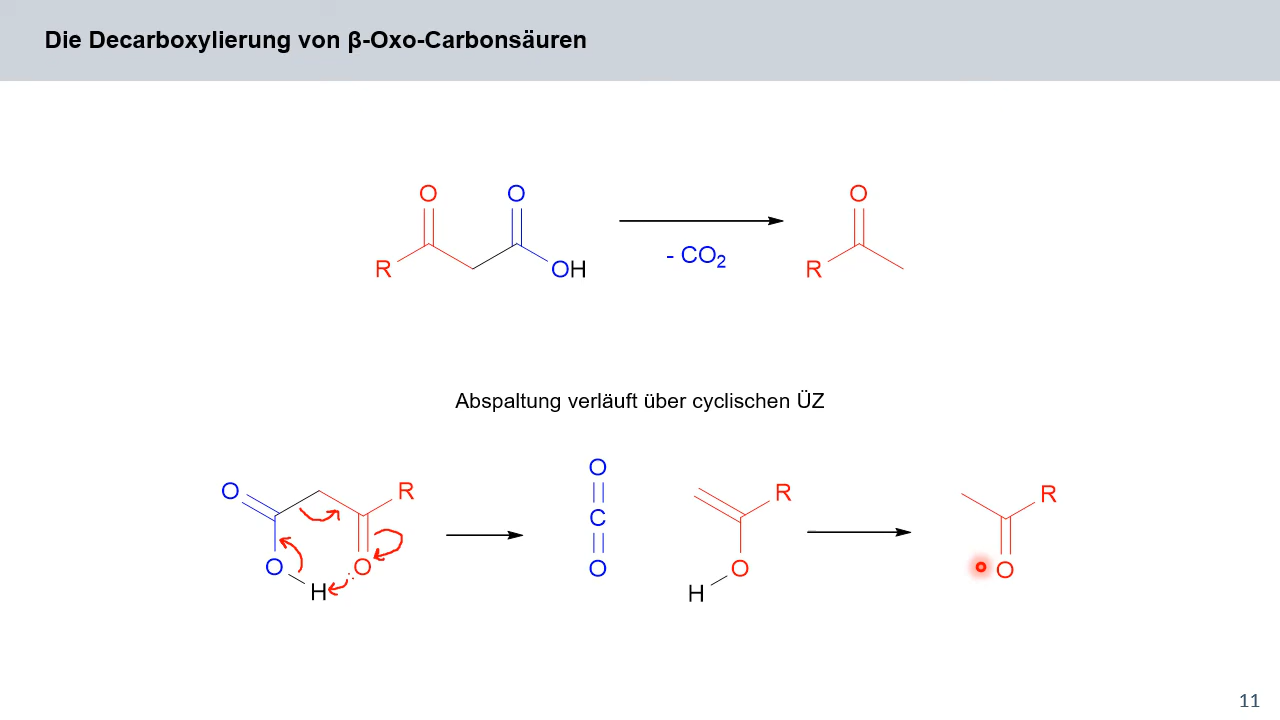 Die Decarboxylierung von β-Oxo-Carbonsäuren
O O O
R OH - CO₂ R
Abspaltung verläuft über cyclischen ÜZ
O R O C O R R
O H O H O O
11